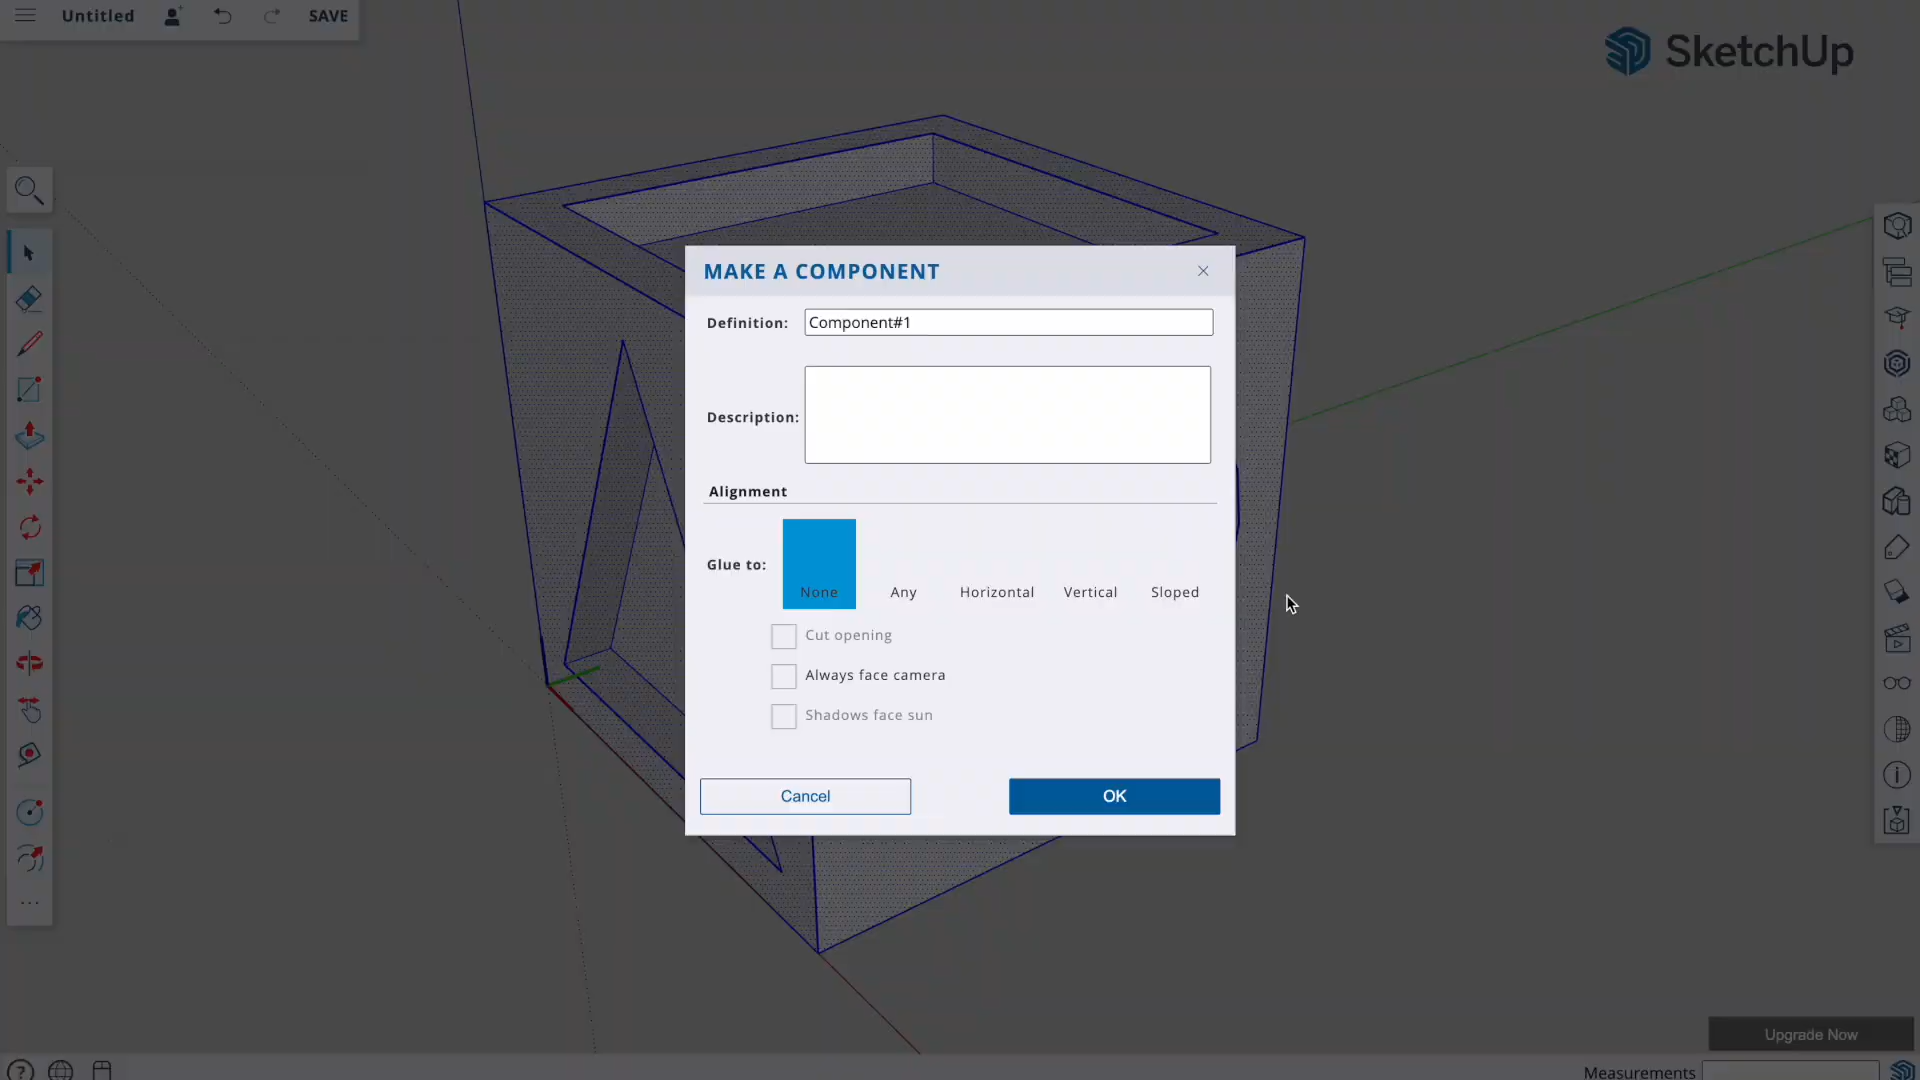 Untitled
SAVE
SketchUp
MAKE A COMPONENT
Definition: Component#1
Description:
Alignment
Glue to: None Any Horizontal Vertical Sloped
Cut opening
Always face camera
Shadows face sun
Cancel OK
Upgrade Now
Measurements